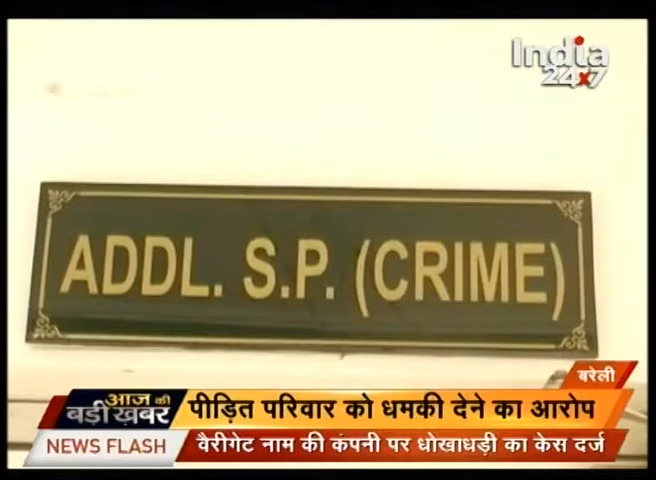 India
24x7
ADDL. S.P. (CRIME)
बरेली
आज की
बड़ी ख़बर
पीड़ित परिवार को धमकी देने का आरोप
NEWS FLASH
वैरीगेट नाम की कंपनी पर धोखाधड़ी का केस दर्ज